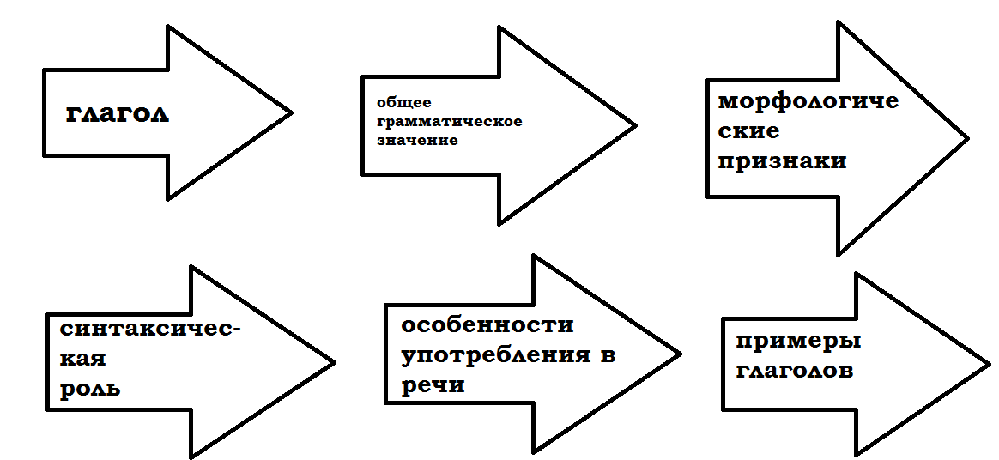 глагол
общее
грамматическое
значение
морфологиче
ские
признаки
синтаксичес-
кая
роль
особенности
употребления в
речи
примеры
глаголов